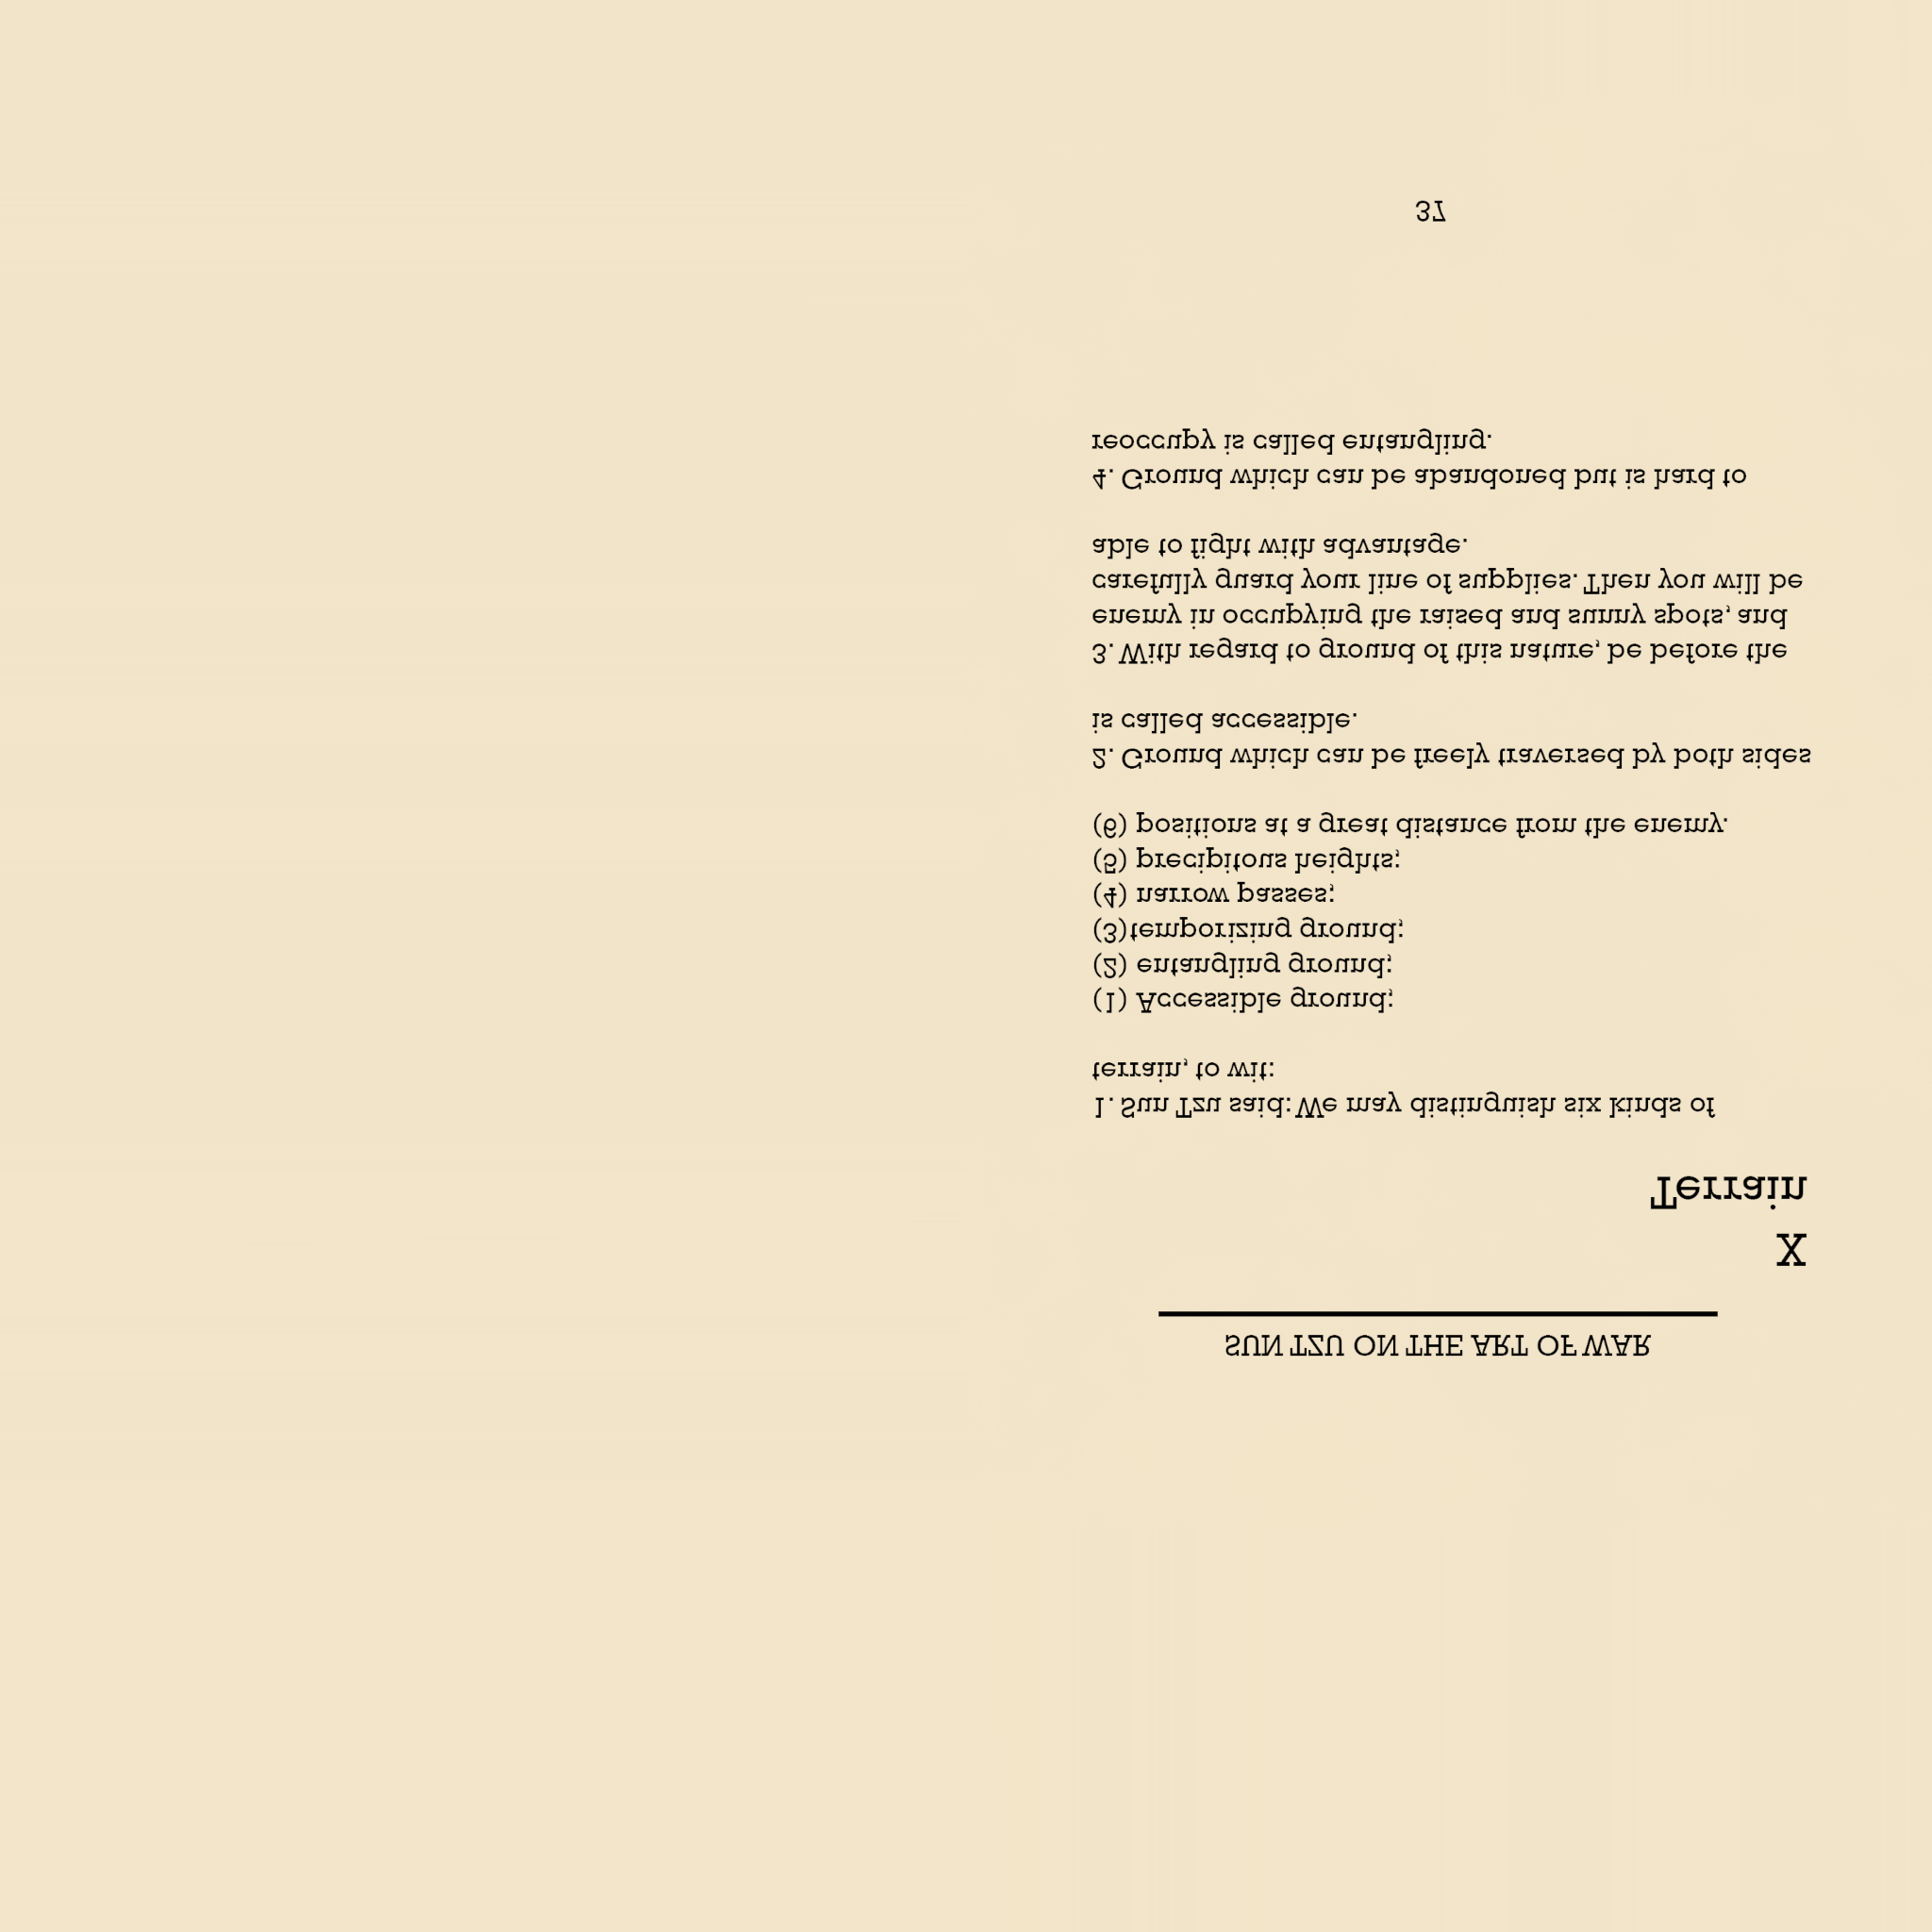 SUN TZU ON THE ART OF WAR
X
Terrain
1. Sun Tzu said: We may distinguish six kinds of
terrain, to wit:
(1) Accessible ground;
(2) entangling ground;
(3)temporizing ground;
(4) narrow passes;
(5) precipitous heights;
(6) positions at a great distance from the enemy.
2. Ground which can be freely traversed by both sides
is called accessible.
3. With regard to ground of this nature, be before the
enemy in occupying the raised and sunny spots, and
carefully guard your line of supplies. Then you will be
able to fight with advantage.
4. Ground which can be abandoned but is hard to
reoccupy is called entangling.
37